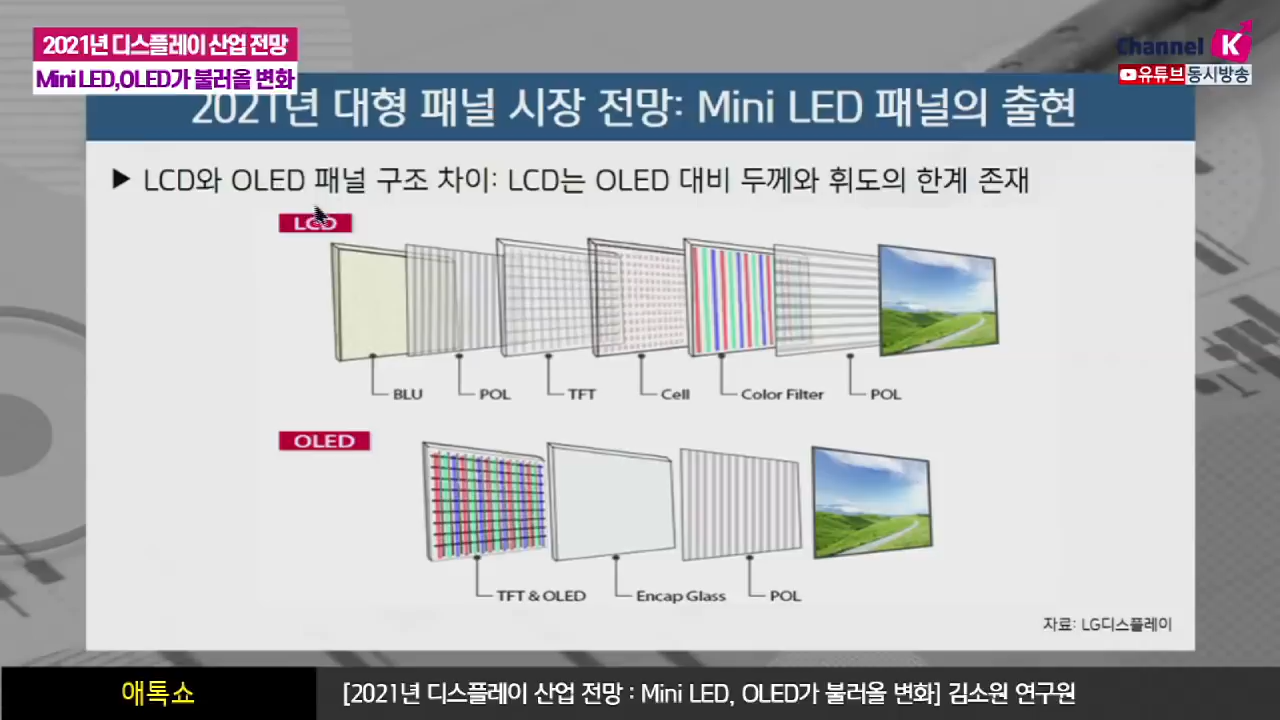 2021년 디스플레이 산업 전망
Mini LED,OLED가 불러올 변화
Channel K
유튜브 동시방송
2021년 대형 패널 시장 전망: Mini LED 패널의 출현
▶ LCD와 OLED 패널 구조 차이: LCD는 OLED 대비 두께와 휘도의 한계 존재
LCD
BLU POL TFT Cell Color Filter POL
OLED
TFT & OLED Encap Glass POL
자료: LG디스플레이
애톡쇼
[2021년 디스플레이 산업 전망 : Mini LED, OLED가 불러올 변화] 김소원 연구원